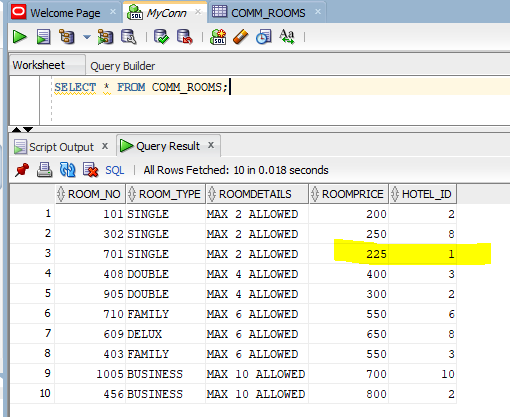 Welcome Page MyConn COMM_ROOMS
SQL
Aa
Worksheet Query Builder
SELECT * FROM COMM_ROOMS;
Script Output x Query Result x
SQL All Rows Fetched: 10 in 0.018 seconds
ROOM_NO ROOM_TYPE ROOMDETAILS ROOMPRICE HOTEL_ID
1 101 SINGLE MAX 2 ALLOWED 200 2
2 302 SINGLE MAX 2 ALLOWED 250 8
3 701 SINGLE MAX 2 ALLOWED 225 1
4 408 DOUBLE MAX 4 ALLOWED 400 3
5 905 DOUBLE MAX 4 ALLOWED 300 2
6 710 FAMILY MAX 6 ALLOWED 550 6
7 609 DELUX MAX 6 ALLOWED 650 8
8 403 FAMILY MAX 6 ALLOWED 550 3
9 1005 BUSINESS MAX 10 ALLOWED 700 10
10 456 BUSINESS MAX 10 ALLOWED 800 2